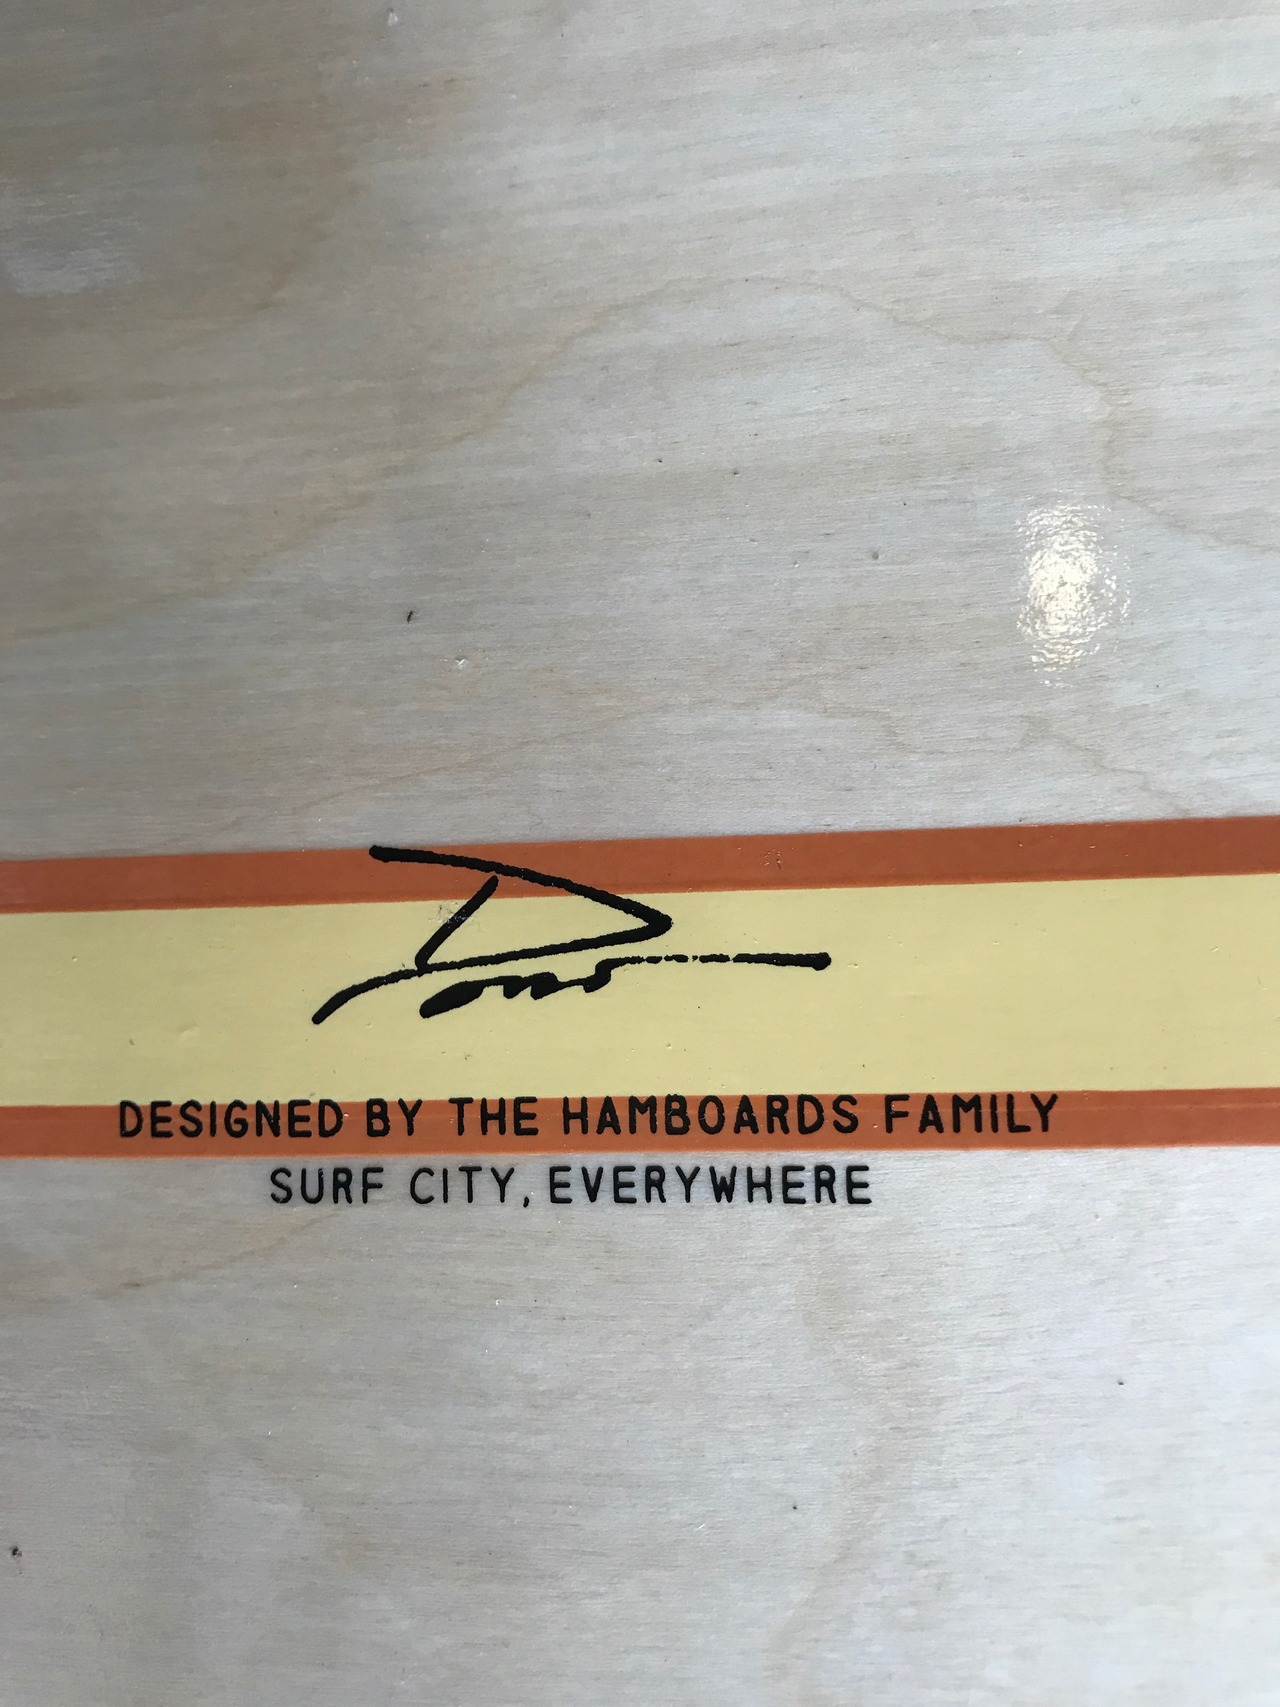 DESIGNED BY THE HAMBOARDS FAMILY
SURF CITY, EVERYWHERE